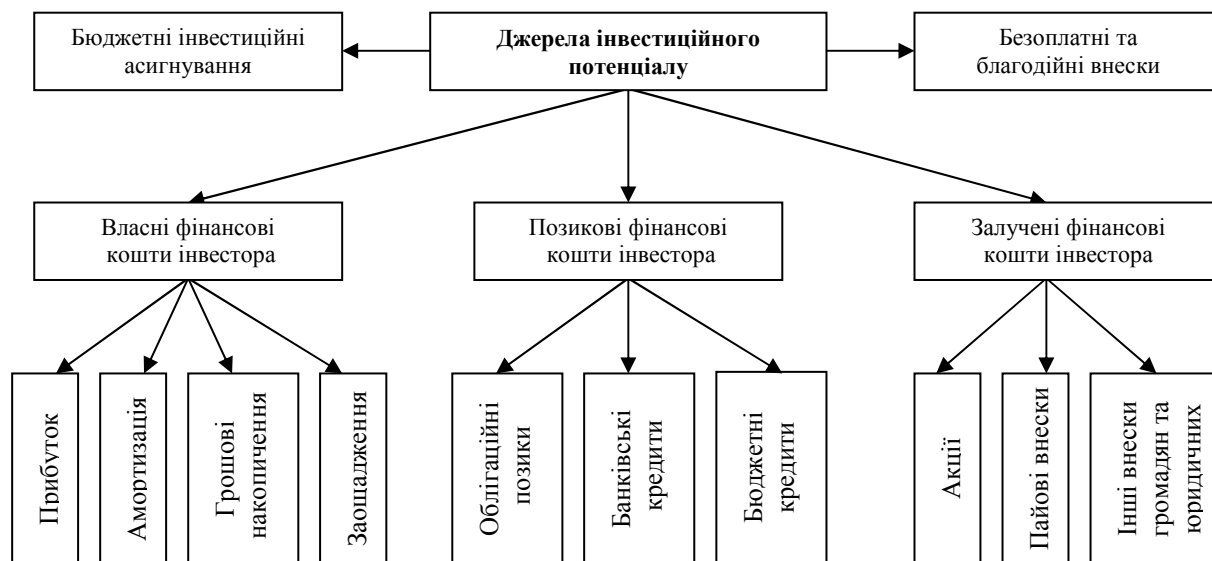 Бюджетні інвестиційні
асигнування
Джерела інвестиційного
потенціалу
Безоплатні та
благодійні внески
Власні фінансові
кошти інвестора
Позикові фінансові
кошти інвестора
Залучені фінансові
кошти інвестора
Прибуток
Амортизація
Грошові
накопичення
Заощадження
Облігаційні
позики
Банківські
кредити
Бюджетні
кредити
Акції
Пайові внески
Інші внески
громадян та
юридичних